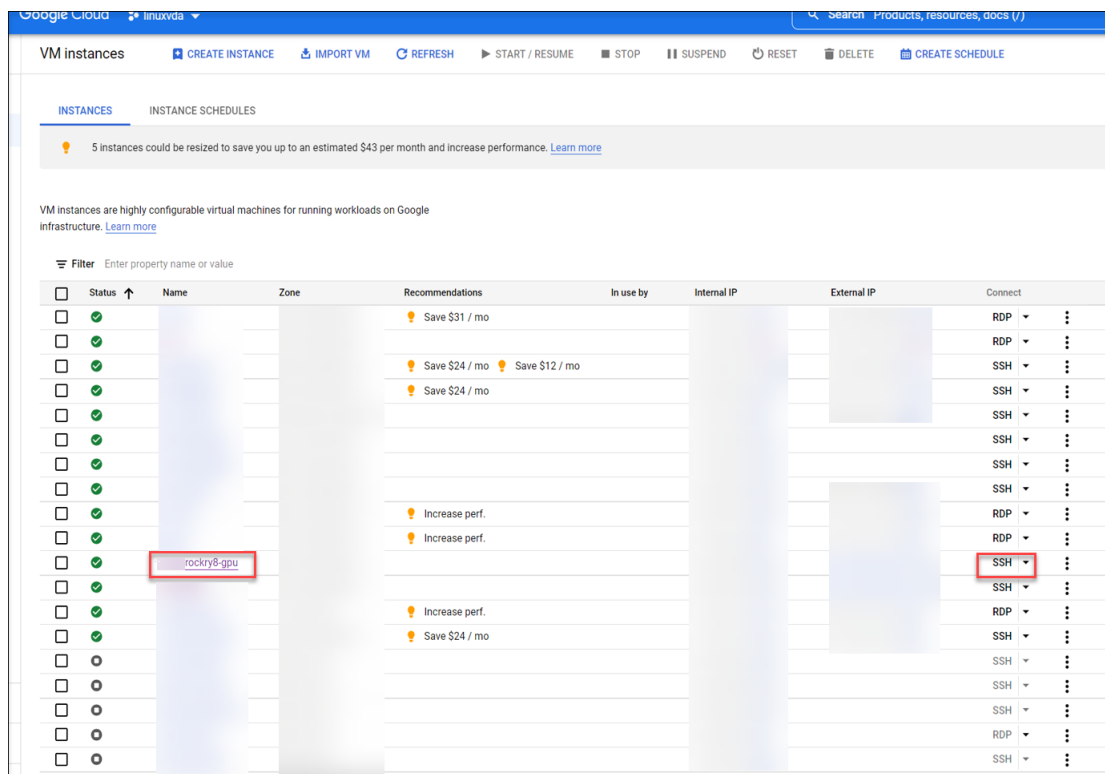 Google Cloud linuxvda Search Products, resources, docs (/)
VM instances CREATE INSTANCE IMPORT VM REFRESH START / RESUME STOP SUSPEND RESET DELETE CREATE SCHEDULE
INSTANCES INSTANCE SCHEDULES
5 instances could be resized to save you up to an estimated $43 per month and increase performance. Learn more
VM instances are highly configurable virtual machines for running workloads on Google
infrastructure. Learn more
Filter Enter property name or value
Status Name Zone Recommendations In use by Internal IP External IP Connect
Save $31 / mo RDP
RDP
Save $24 / mo Save $12 / mo SSH
Save $24 / mo SSH
SSH
SSH
SSH
SSH
Increase perf. RDP
Increase perf. RDP
rockry8-gpu SSH
SSH
Increase perf. RDP
Save $24 / mo SSH
SSH
SSH
SSH
RDP
SSH